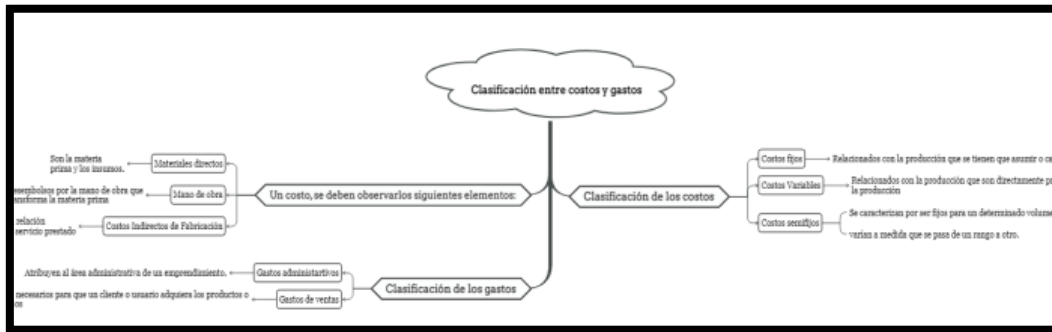 Clasificación entre costos y gastos
Son la materia
prima y los insumos.
Materiales directos
esembolsos por la mano de obra que
ansforma la materia prima
Mano de obra
relación
servicio prestado
Costos Indirectos de Fabricación
Un costo, se deben observarlos siguientes elementos:
Clasificación de los costos
Costos fijos
Relacionados con la producción que se tienen que asumir o ca
Costos Variables
Relacionados con la producción que son directamente pr
la producción
Costos semifijos
Se caracterizan por ser fijos para un determinado volume
varían a medida que se pasa de un rango a otro.
Atribuyen al área administrativa de un emprendimiento.
Gastos administartivos
necesarios para que un cliente o usuario adquiera los productos o
os
Gastos de ventas
Clasificación de los gastos